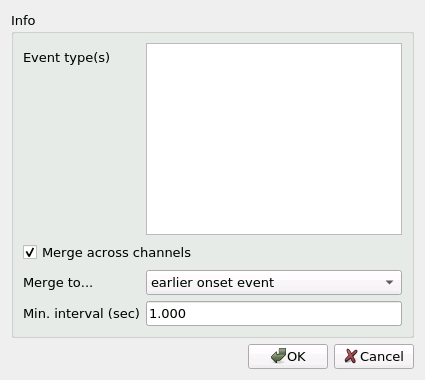 Info
Event type(s)
Merge across channels
Merge to...
earlier onset event
Min. interval (sec)
1.000
OK
Cancel